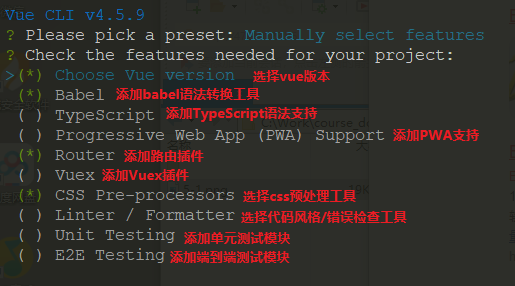 Vue CLI v4.5.9
? Please pick a preset: Manually select features
? Check the features needed for your project:
>(*) Choose Vue version 选择vue版本
(*) Babel 添加babel语法转换工具
( ) TypeScript 添加TypeScript语法支持
( ) Progressive Web App (PWA) Support 添加PWA支持
(*) Router 添加路由插件
( ) Vuex 添加Vuex插件
(*) CSS Pre-processors 选择css预处理工具
( ) Linter / Formatter 选择代码风格/错误检查工具
( ) Unit Testing 添加单元测试模块
( ) E2E Testing 添加端到端测试模块